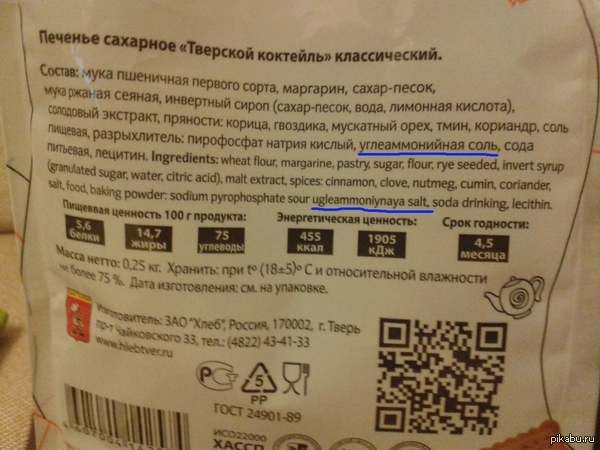 Печенье сахарное «Тверской коктейль» классический.
Состав: мука пшеничная первого сорта, маргарин, сахар-песок,
мука ржаная сеяная, инвертный сироп (сахар-песок, вода, лимонная кислота),
солодовый экстракт, пряности: корица, гвоздика, мускатный орех, тмин, кориандр, соль
пищевая, разрыхлитель: пирофосфат натрия кислый, углеаммонийная соль, сода
питьевая, лецитин. Ingredients: wheat flour, margarine, pastry, sugar, flour, rye seeded, invert syrup
(granulated sugar, water, citric acid), malt extract, spices: cinnamon, clove, nutmeg, cumin, coriander,
salt, food, baking powder: sodium pyrophosphate sour ugleammoniynaya salt, soda drinking, lecithin.
Пищеввая ценность 100 г продукта: Энергетическая ценность: Срок годности:
5,6 белки 14,7 жиры 75 углеводы 455 ккал 1905 кДж 4,5 месяца
Масса нетто: 0,25 кг. Хранить: при t° (18±5)° С и относительной влажности
не более 75 %. Дата изготовления: см. на упаковке.
Изготовитель: ЗАО "Хлеб", Россия, 170002, г. Тверь
пр-т Чайковского 33, тел.: (4822) 43-41-33
www.hlebtver.ru
РСТ 5 PP
ГОСТ 24901-89
ИСО22000
ХАССП
pikabu.ru